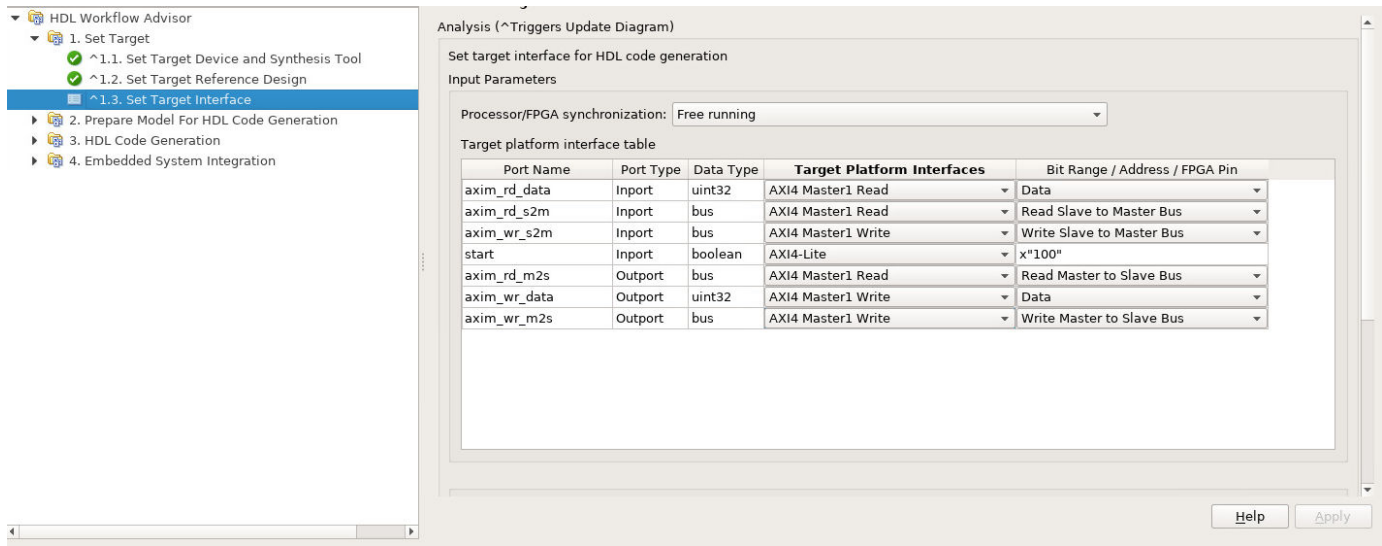 HDL Workflow Advisor
1. Set Target
^1.1. Set Target Device and Synthesis Tool
^1.2. Set Target Reference Design
^1.3. Set Target Interface
2. Prepare Model For HDL Code Generation
3. HDL Code Generation
4. Embedded System Integration
Analysis (^Triggers Update Diagram)
Set target interface for HDL code generation
Input Parameters
Processor/FPGA synchronization: Free running
Target platform interface table
Port Name Port Type Data Type Target Platform Interfaces Bit Range / Address / FPGA Pin
axim_rd_data Inport uint32 AXI4 Master1 Read Data
axim_rd_s2m Inport bus AXI4 Master1 Read Read Slave to Master Bus
axim_wr_s2m Inport bus AXI4 Master1 Write Write Slave to Master Bus
start Inport boolean AXI4-Lite x"100"
axim_rd_m2s Outport bus AXI4 Master1 Read Read Master to Slave Bus
axim_wr_data Outport uint32 AXI4 Master1 Write Data
axim_wr_m2s Outport bus AXI4 Master1 Write Write Master to Slave Bus
Help Apply